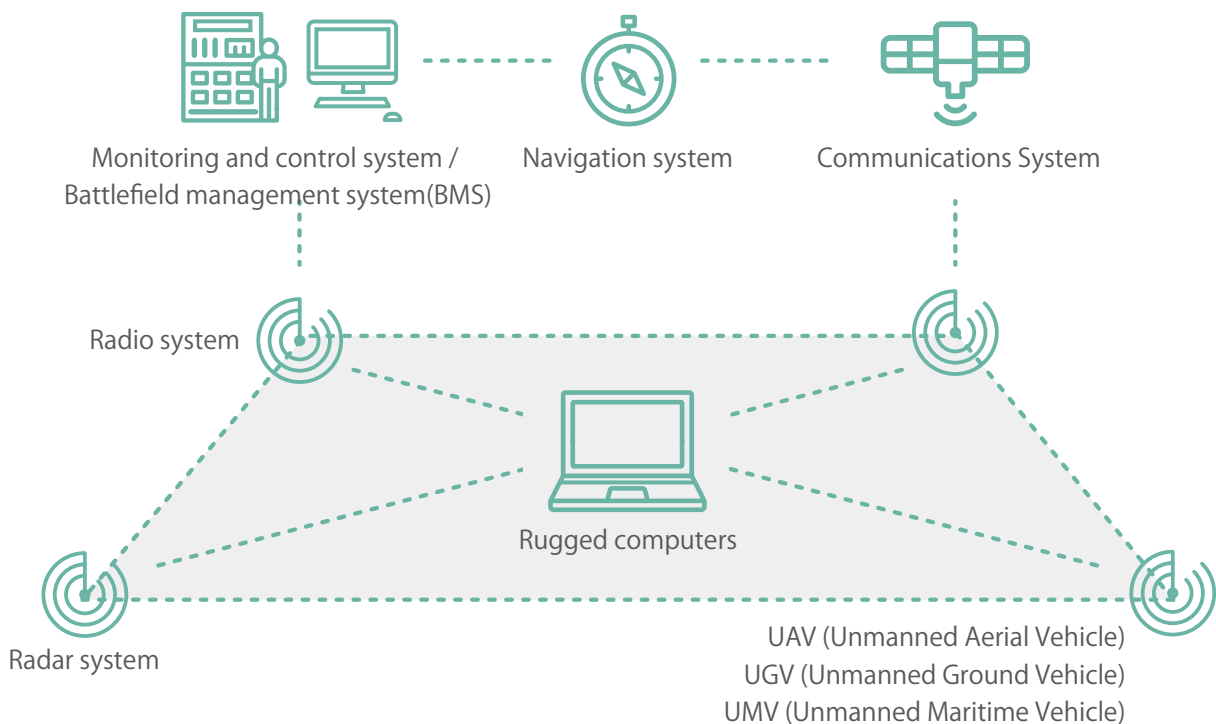 Monitoring and control system /
Battlefield management system(BMS)
Navigation system
Communications System
Radio system
Rugged computers
Radar system
UAV (Unmanned Aerial Vehicle)
UGV (Unmanned Ground Vehicle)
UMV (Unmanned Maritime Vehicle)